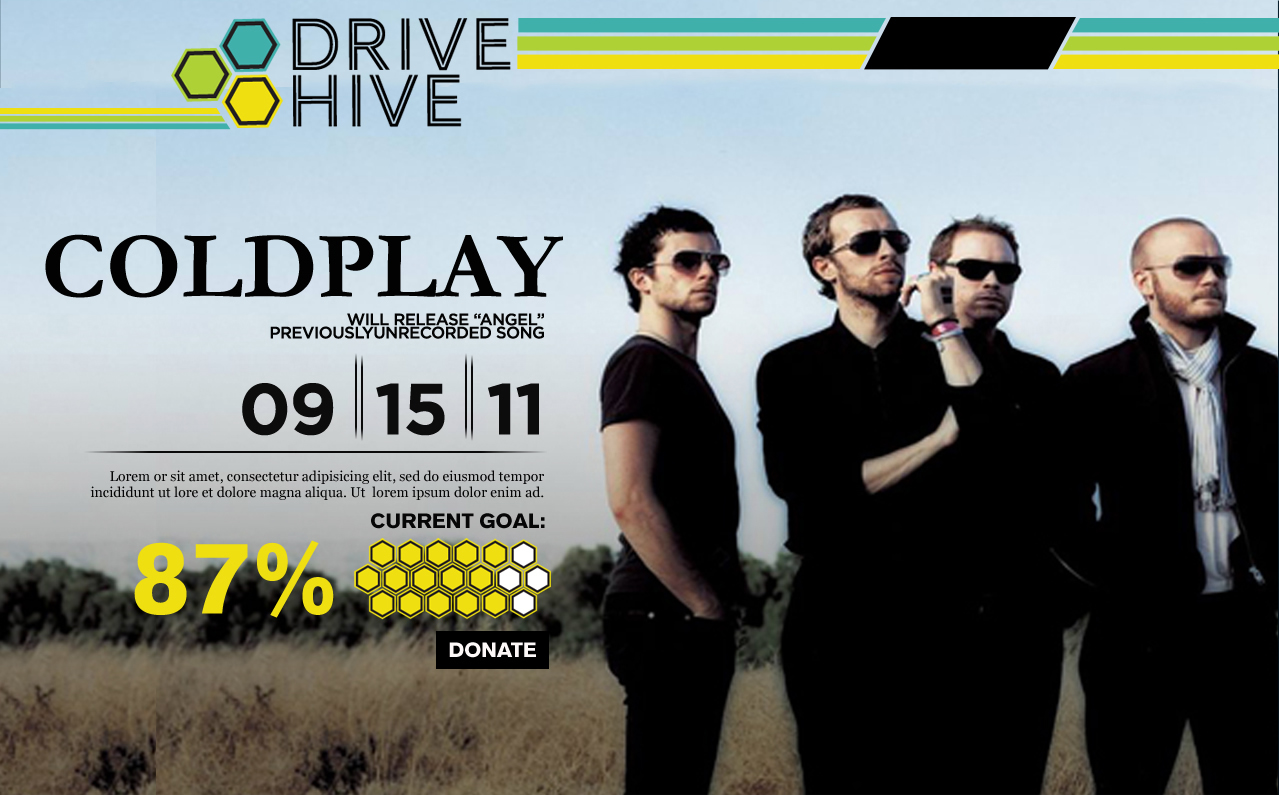 DRIVE
HIVE
COLDPLAY
WILL RELEASE “ANGEL”
PREVIOUSLYUNRECORDED SONG
09 15 11
Lorem or sit amet, consectetur adipisicing elit, sed do eiusmod tempor
incididunt ut lore et dolore magna aliqua. Ut lorem ipsum dolor enim ad.
CURRENT GOAL:
87%
DONATE